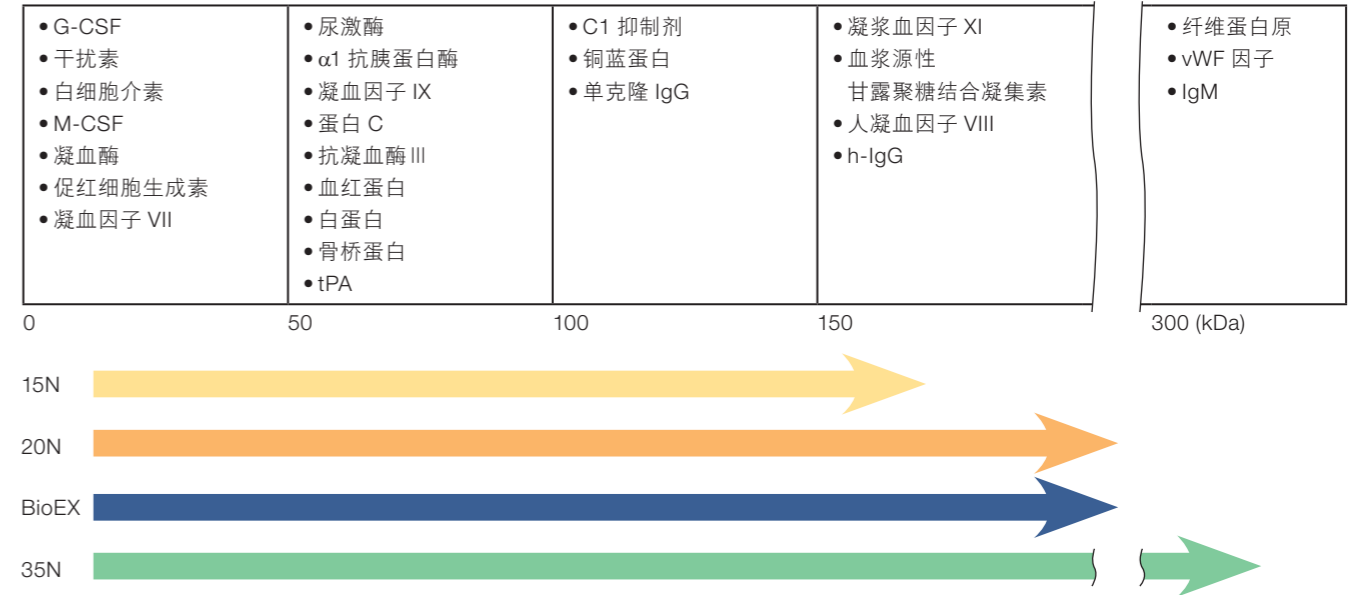 • G-CSF
• 干扰素
• 白细胞介素
• M-CSF
• 凝血酶
• 促红细胞生成素
• 凝血因子 VII
• 尿激酶
• α1 抗胰蛋白酶
• 凝血因子 IX
• 蛋白 C
• 抗凝血酶Ⅲ
• 血红蛋白
• 白蛋白
• 骨桥蛋白
• tPA
• C1 抑制剂
• 铜蓝蛋白
• 单克隆 IgG
• 凝浆血因子 XI
• 血浆源性
甘露聚糖结合凝集素
• 人凝血因子 VIII
• h-IgG
• 纤维蛋白原
• vWF 因子
• IgM
0 50 100 150 300 (kDa)
15N
20N
BioEX
35N